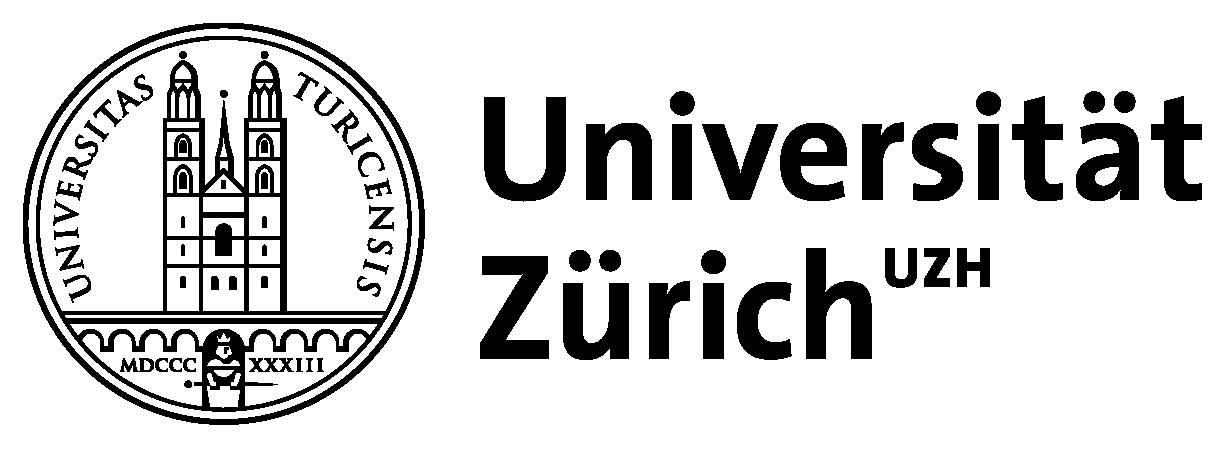 UNIVERSITAS TURICENSIS
MDCCC XXXIII
Universität
Zürich UZH